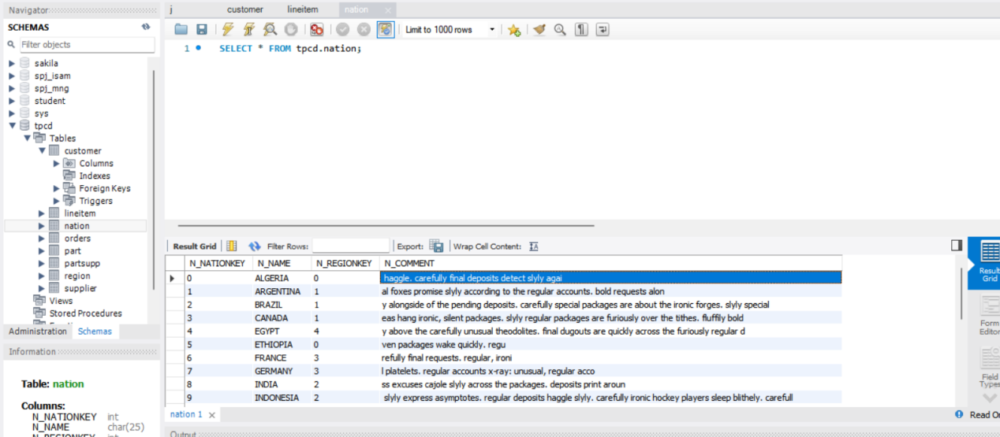 Navigator
SCHEMAS
Filter objects
sakila
spj_isam
spj_mng
student
sys
tpcd
Tables
customer
Columns
Indexes
Foreign Keys
Triggers
lineitem
nation
orders
part
partsupp
region
supplier
Views
Stored Procedures
Administration Schemas
Information
Table: nation
Columns:
N_NATIONKEY int
N_NAME char(25)
N_REGIONKEY int
j customer lineitem nation
Limit to 1000 rows
1 SELECT * FROM tpcd.nation;
Result Grid Filter Rows: Export: Wrap Cell Content:
N_NATIONKEY N_NAME N_REGIONKEY N_COMMENT
0 ALGERIA 0 haggle. carefully final deposits detect slyly agai
1 ARGENTINA 1 al foxes promise slyly according to the regular accounts. bold requests alon
2 BRAZIL 1 y alongside of the pending deposits. carefully special packages are about the ironic forges. slyly special
3 CANADA 1 eas hang ironic, silent packages. slyly regular packages are furiously over the tithes. fluffily bold
4 EGYPT 4 y above the carefully unusual theodolites. final dugouts are quickly across the furiously regular d
5 ETHIOPIA 0 ven packages wake quickly. regu
6 FRANCE 3 refully final requests. regular, ironi
7 GERMANY 3 l platelets. regular accounts x-ray: unusual, regular acco
8 INDIA 2 ss excuses cajole slyly across the packages. deposits print aroun
9 INDONESIA 2 slyly express asymptotes. regular deposits haggle slyly. carefully ironic hockey players sleep blithely. carefull
nation 1
Output
Result
Grid
Form
Editor
Field
Types
Read On